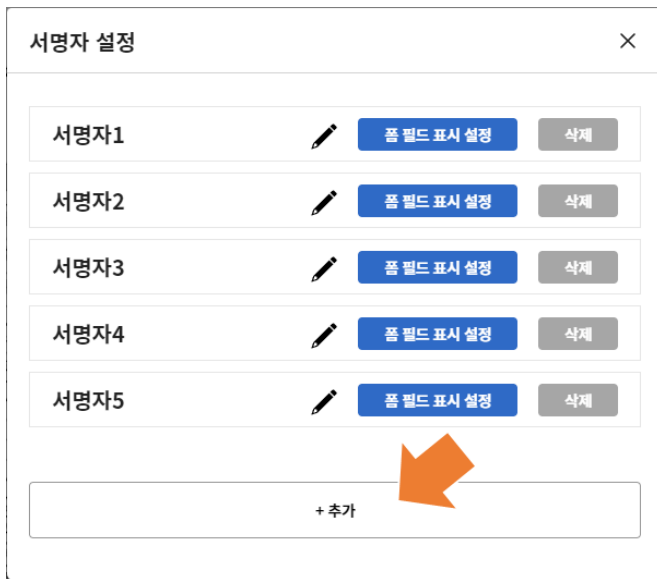 서명자 설정
서명자1 폼 필드 표시 설정 삭제
서명자2 폼 필드 표시 설정 삭제
서명자3 폼 필드 표시 설정 삭제
서명자4 폼 필드 표시 설정 삭제
서명자5 폼 필드 표시 설정 삭제
+ 추가